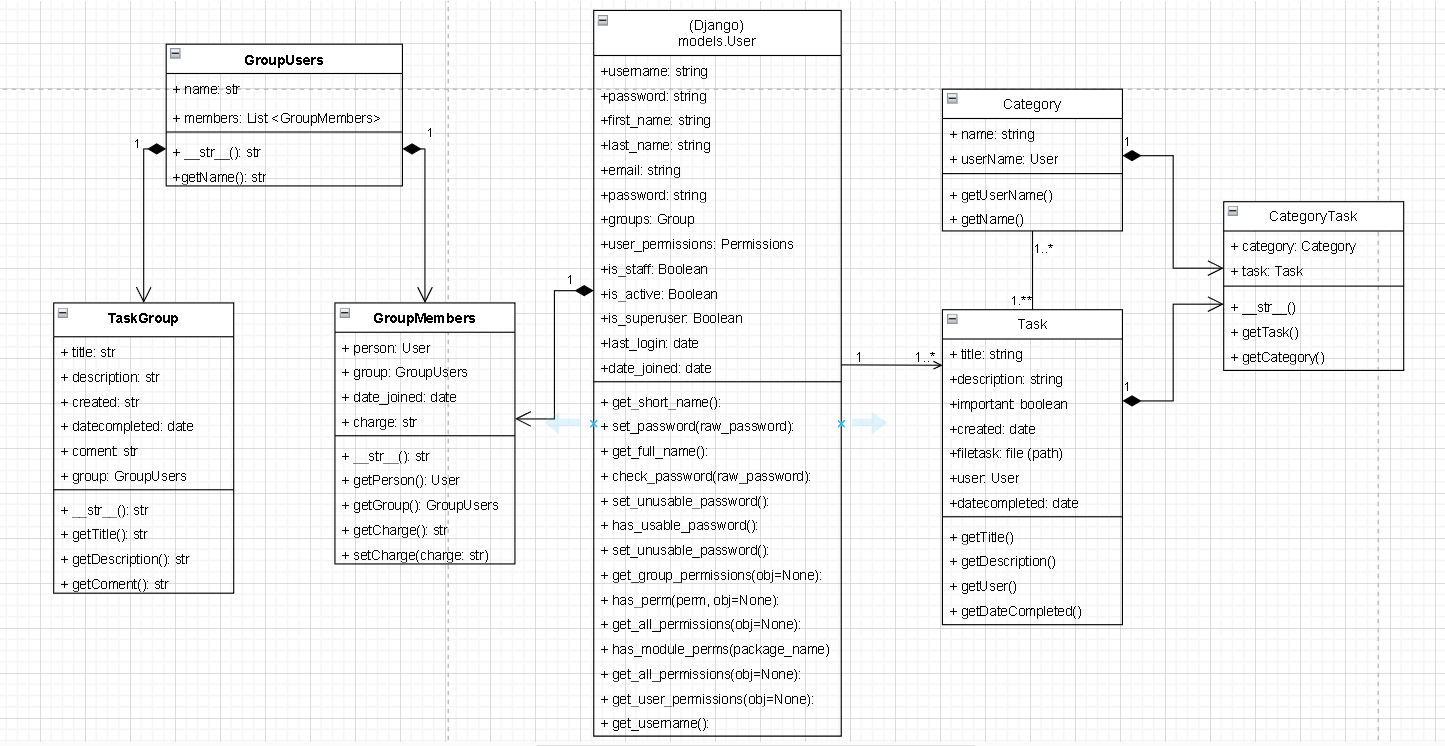 GroupUsers
+ name: str
+ members: List <GroupMembers>
+ __str__(): str
+getName(): str
1
1
TaskGroup
+ title: str
+ description: str
+ created: str
+ datecompleted: date
+ coment: str
+ group: GroupUsers
+ __str__(): str
+ getTitle(): str
+ getDescription(): str
+ getComent(): str
GroupMembers
+ person: User
+ group: GroupUsers
+ date_joined: date
+ charge: str
+ __str__(): str
+ getPerson(): User
+ getGroup(): GroupUsers
+ getCharge(): str
+ setCharge(charge: str)
1
(Django)
models.User
+username: string
+password: string
+first_name: string
+last_name: string
+email: string
+password: string
+groups: Group
+user_permissions: Permissions
+is_staff: Boolean
+is_active: Boolean
+is_superuser: Boolean
+last_login: date
+date_joined: date
+ get_short_name():
+ set_password(raw_password):
+ get_full_name():
+ check_password(raw_password):
+ set_unusable_password():
+ has_usable_password():
+ set_unusable_password():
+ get_group_permissions(obj=None):
+ has_perm(perm, obj=None):
+ get_all_permissions(obj=None):
+ has_module_perms(package_name)
+ get_all_permissions(obj=None):
+ get_user_permissions(obj=None):
+ get_username():
1
1..*
Category
+ name: string
+ userName: User
+ getUserName()
+ getName()
1
1..*
1.**
Task
+ title: string
+description: string
+important: boolean
+created: date
+filetask: file (path)
+user: User
+datecompleted: date
+ getTitle()
+ getDescription()
+ getUser()
+ getDateCompleted()
1
CategoryTask
+ category: Category
+ task: Task
+ __str__()
+ getTask()
+ getCategory()